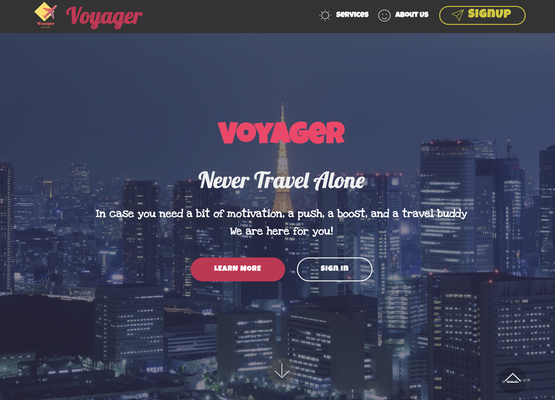 Voyager
Voyager
SERVICES
ABOUT US
SIGNUP
VOYAGER
Never Travel Alone
In case you need a bit of motivation, a push, a boost, and a travel buddy
We are here for you!
LEARN MORE
SIGN IN